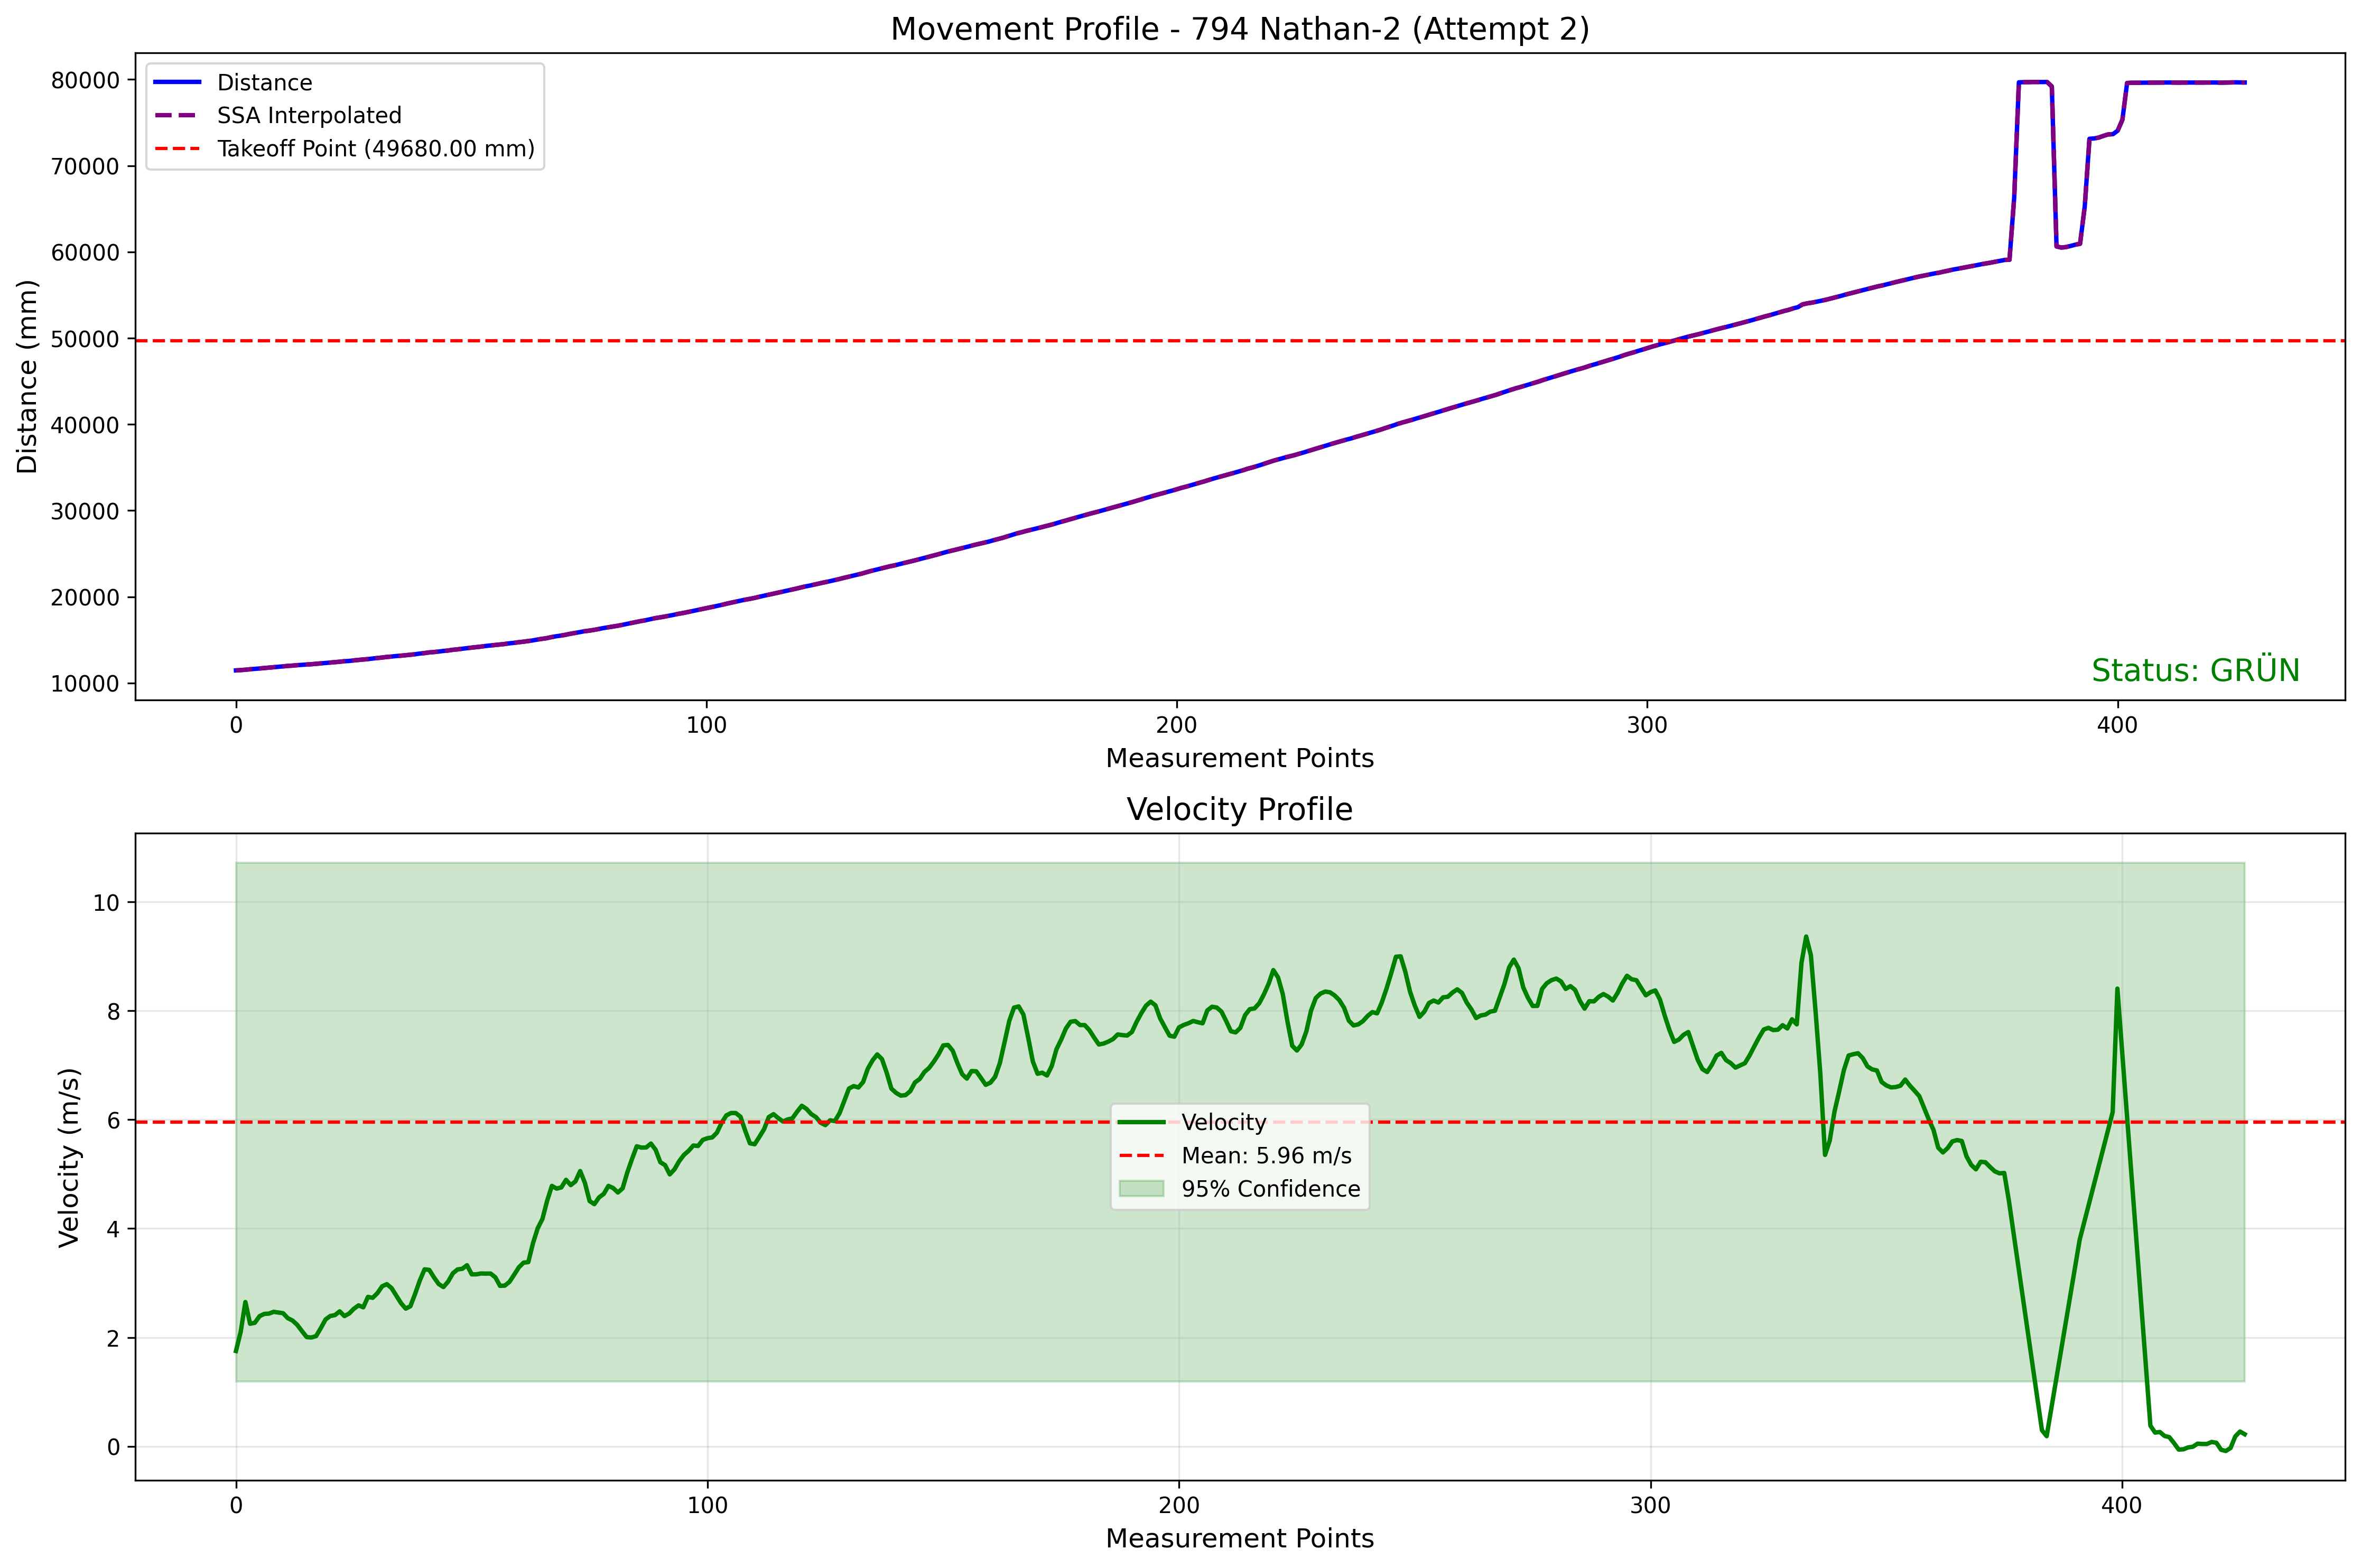 Movement Profile - 794 Nathan-2 (Attempt 2)
Distance
SSA Interpolated
Takeoff Point (49680.00 mm)
Distance (mm)
80000
70000
60000
50000
40000
30000
20000
10000
Status: GRÜN
0 100 200 300 400
Measurement Points
Velocity Profile
Velocity (m/s)
10
8
6
4
2
0
Velocity
Mean: 5.96 m/s
95% Confidence
0 100 200 300 400
Measurement Points